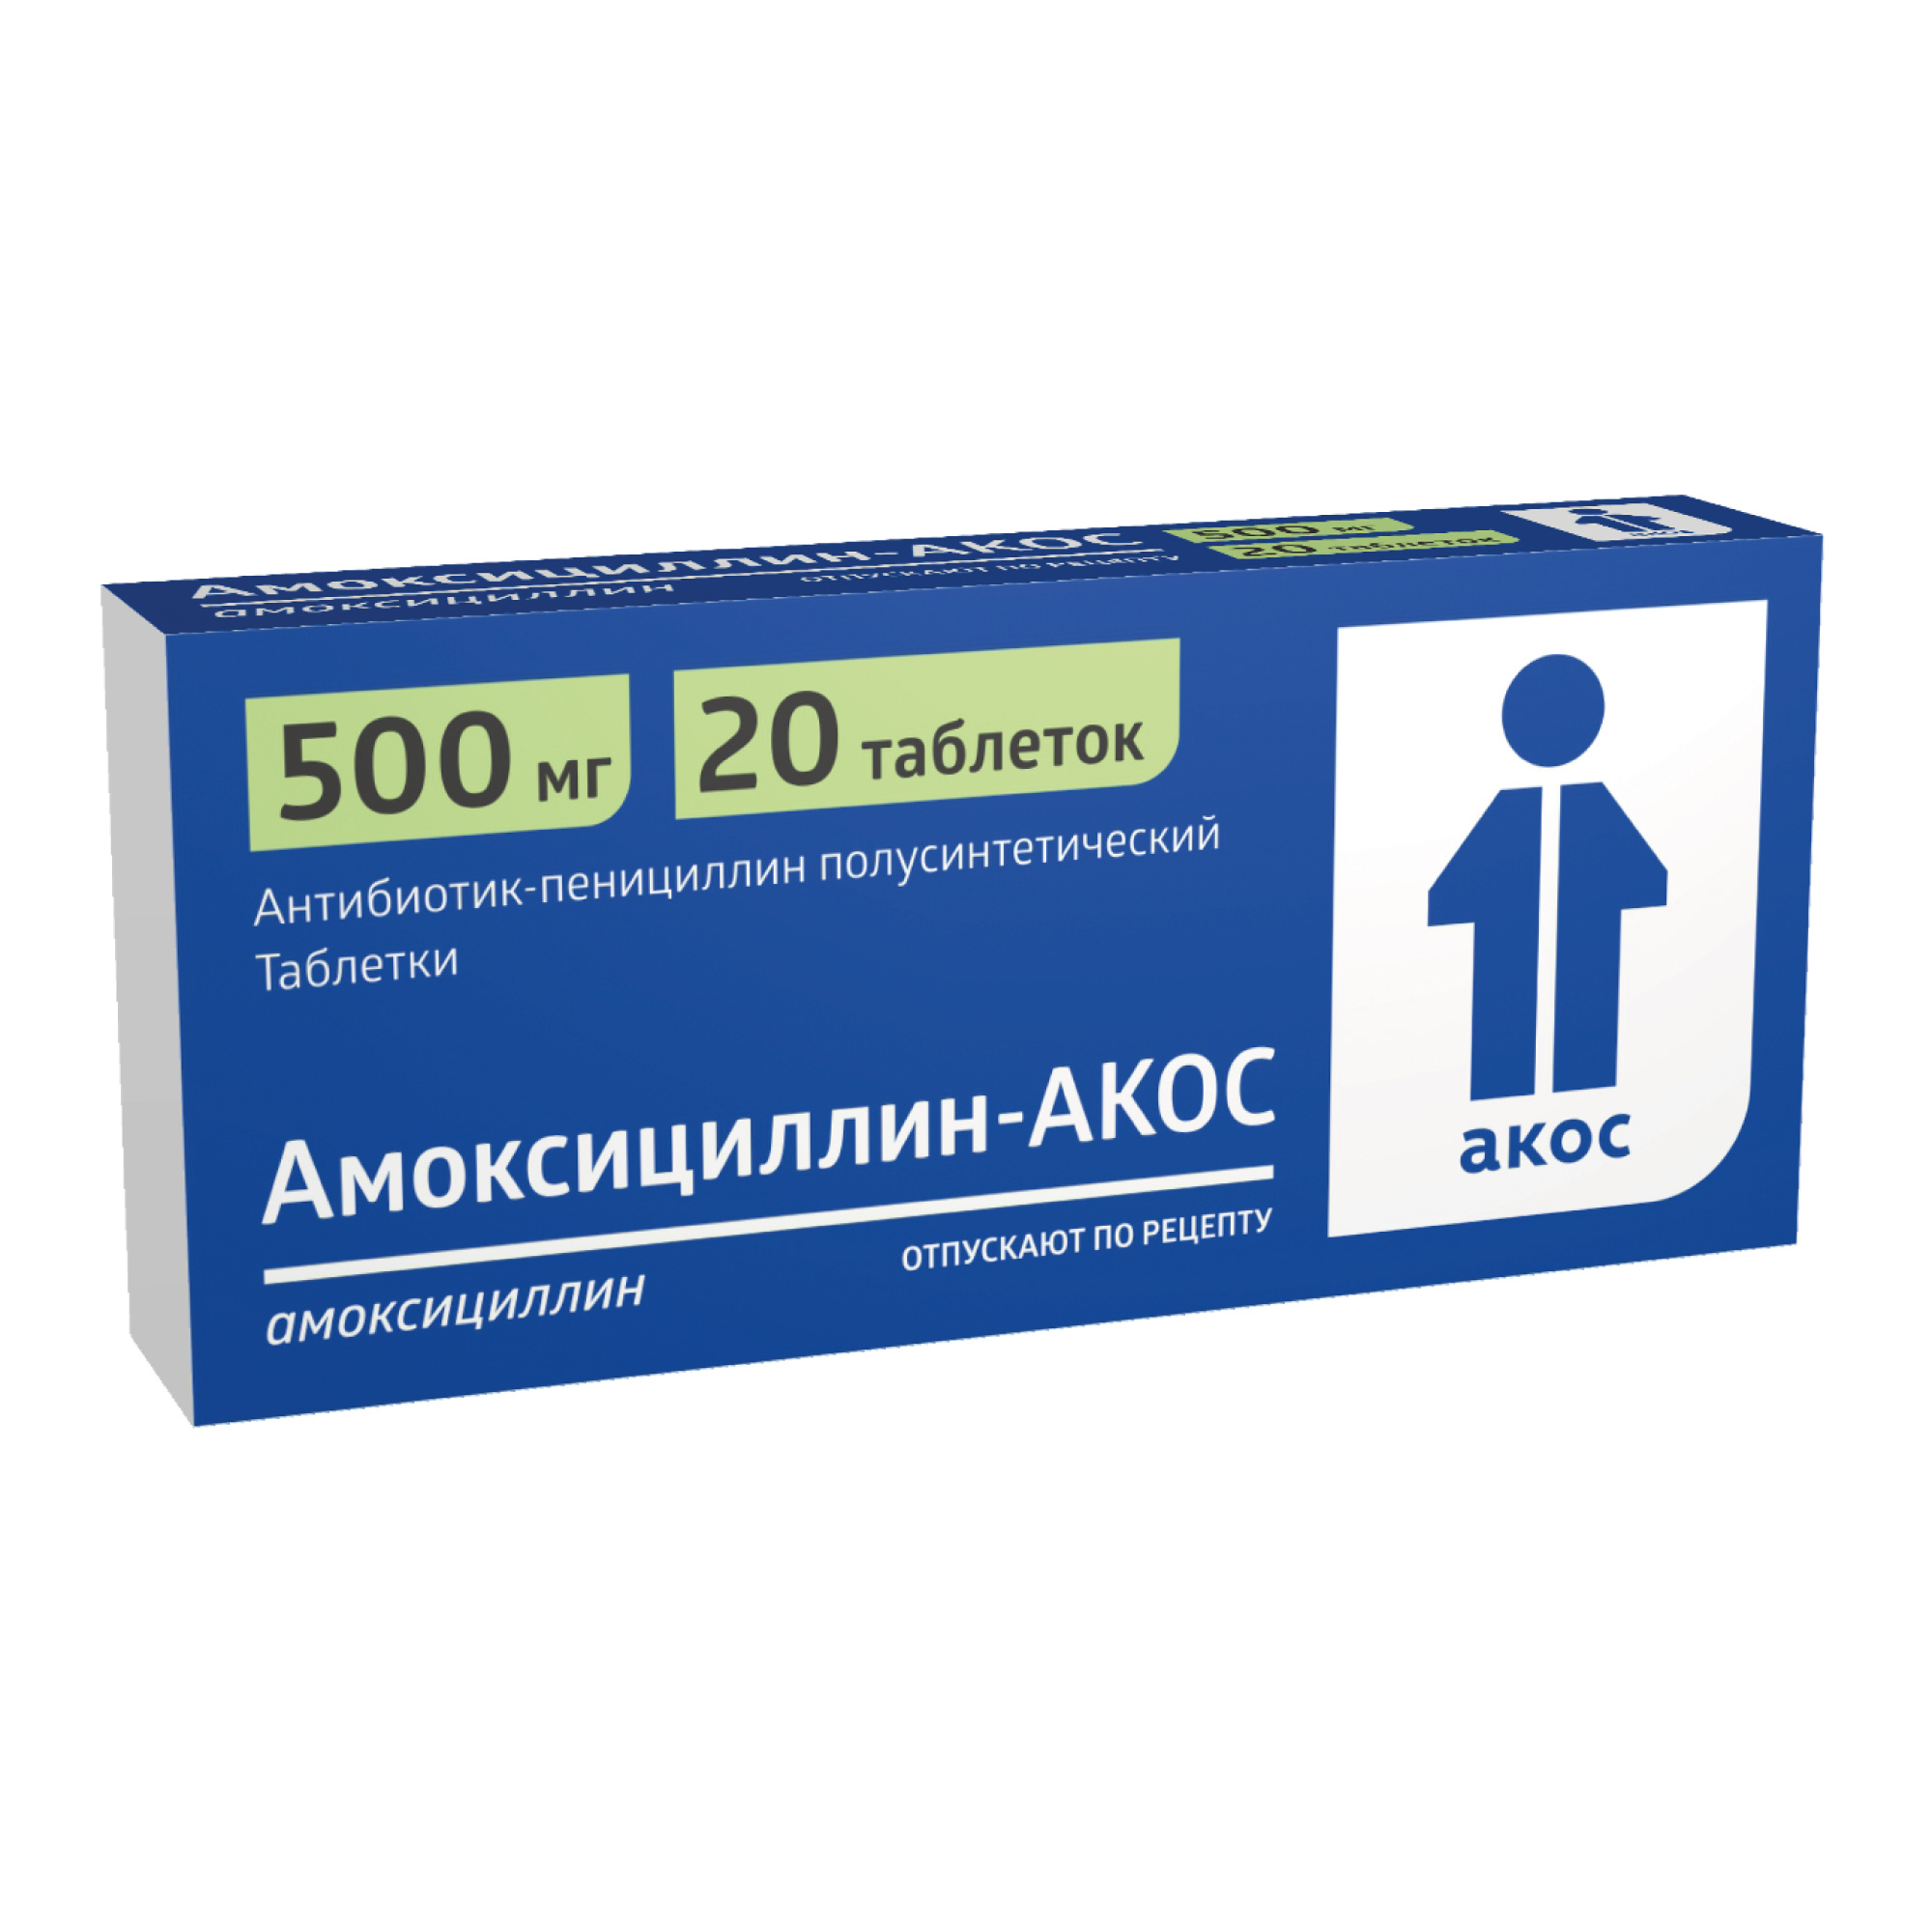 Амоксициллин-АКОС
амоксициллин
ОТПУСКАЮТ ПО РЕЦЕПТУ
500 мг
20 таблеток
акос
500 мг
20 таблеток
Антибиотик-пенициллин полусинтетический
Таблетки
Амоксициллин-АКОС
амоксициллин
ОТПУСКАЮТ ПО РЕЦЕПТУ
акос